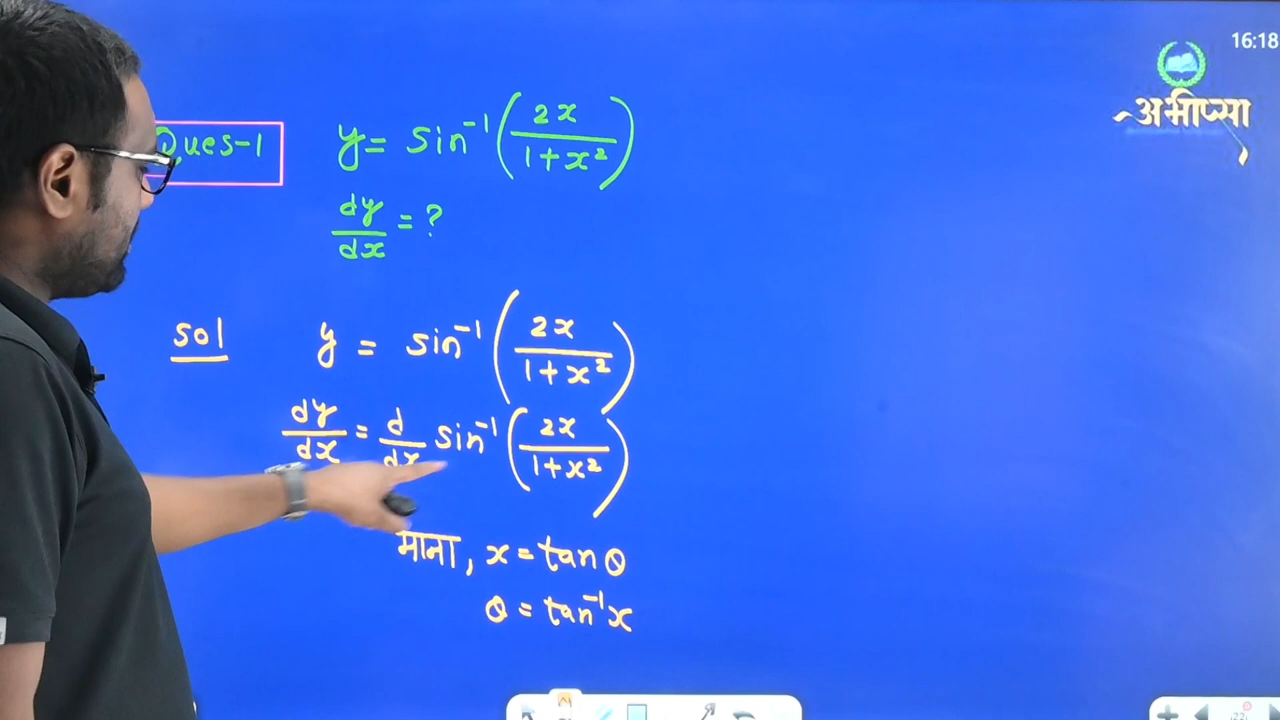 16:18
अभीप्सा
Ques-1 y = sin⁻¹(2x/(1+x²))
dy/dx = ?
sol y = sin⁻¹(2x/(1+x²))
dy/dx = d/dx sin⁻¹(2x/(1+x²))
माना, x = tan θ
θ = tan⁻¹x